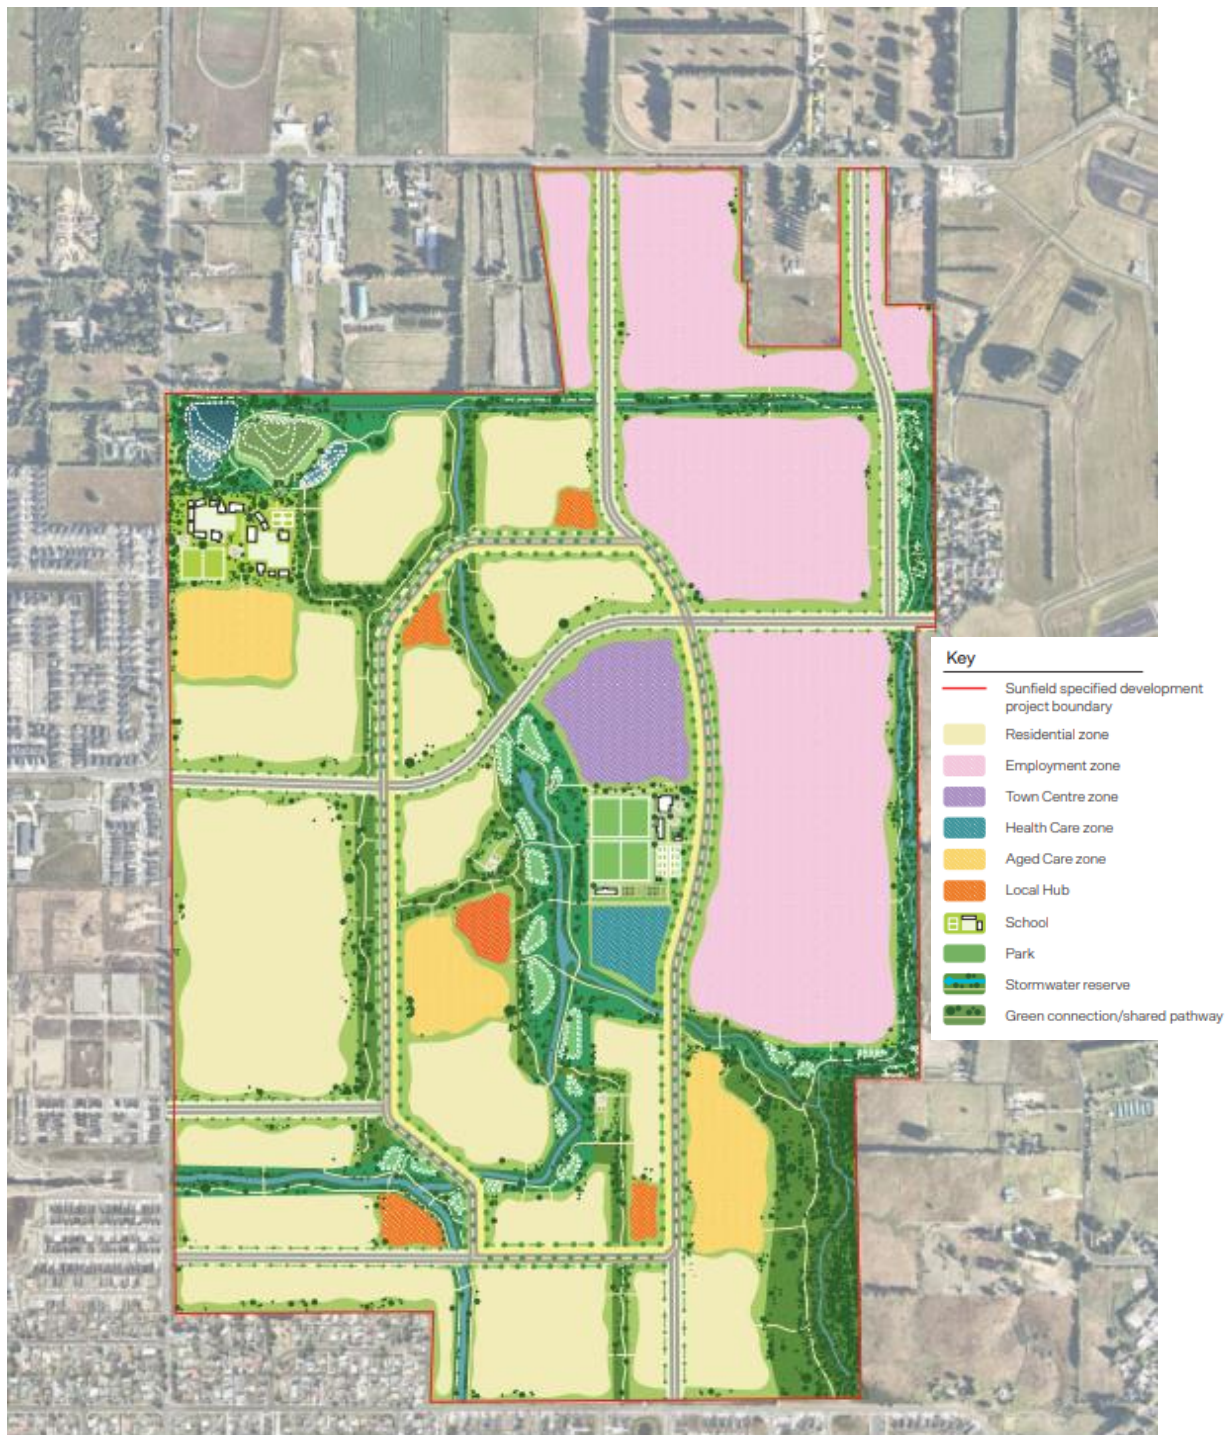 Key
Sunfield specified development
project boundary
Residential zone
Employment zone
Town Centre zone
Health Care zone
Aged Care zone
Local Hub
School
Park
Stormwater reserve
Green connection/shared pathway